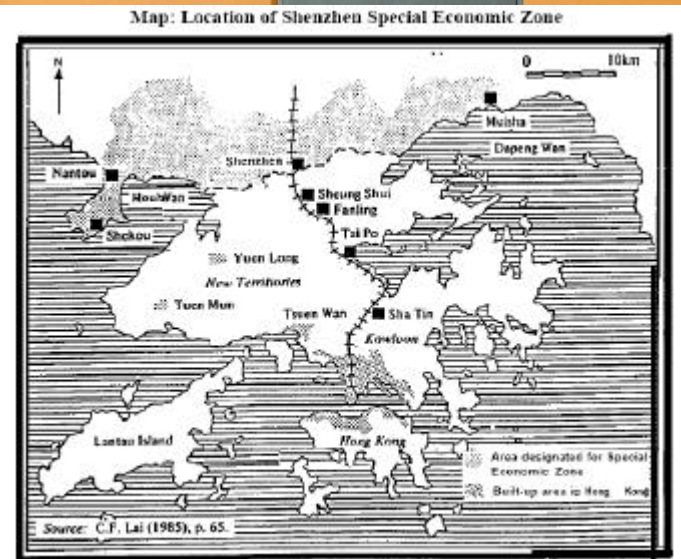 Map: Location of Shenzhen Special Economic Zone
N
0 10km
Muisha
Dapeng Wan
Shenzhen
Nantou
HouhWan
Shekou
Sheung Shui
Fanling
Tai Po
Yuen Long
New Territories
Tuen Mun
Tsuen Wan
Sha Tin
Kowloon
Lantau Island
Hong Kong
Area designated for Special
Economic Zone
Built-up area in Hong Kong
Source: C.F. Lai (1985), p. 65.